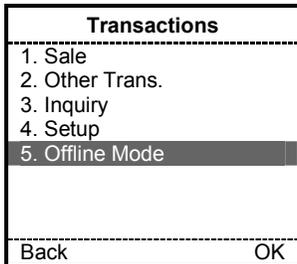 Transactions
1. Sale
2. Other Trans.
3. Inquiry
4. Setup
5. Offline Mode
Back OK